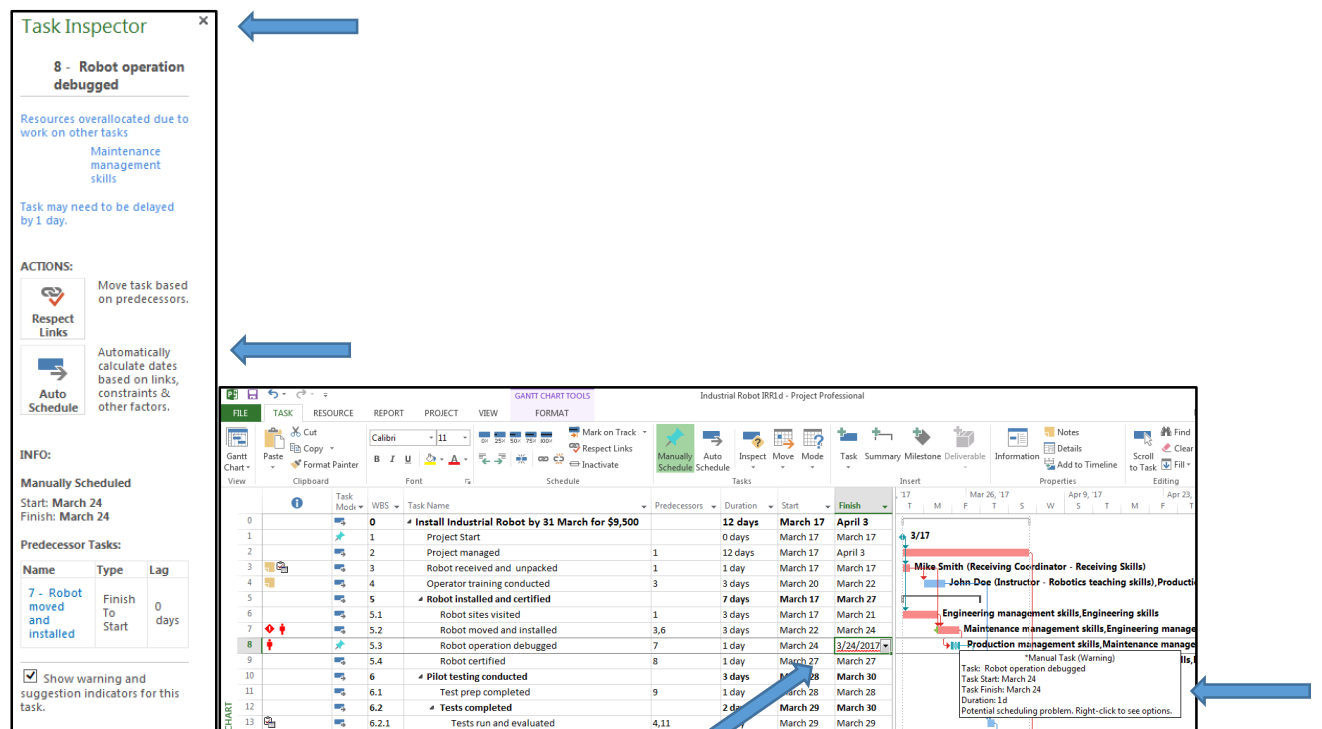 Task Inspector ×
8 - Robot operation
debugged
Resources overallocated due to
work on other tasks
Maintenance
management
skills
Task may need to be delayed
by 1 day.
ACTIONS:
Respect
Links
Move task based
on predecessors.
Auto
Schedule
Automatically
calculate dates
based on links,
constraints &
other factors.
INFO:
Manually Scheduled
Start: March 24
Finish: March 24
Predecessor Tasks:
Name Type Lag
7 - Robot
moved
and
installed
Finish
To
Start
0
days
Show warning and
suggestion indicators for this
task.
GANTT CHART TOOLS Industrial Robot IRR1d - Project Professional
FILE TASK RESOURCE REPORT PROJECT VIEW FORMAT
Gantt
Chart
View
Paste
Cut
Copy
Format Painter
Clipboard
Calibri 11
B I U A
Font
0% 25% 50% 75% 100%
Mark on Track
Respect Links
Inactivate
Schedule
Manually
Schedule
Auto
Schedule
Inspect Move Mode
Tasks
Task Summary Milestone Deliverable
Insert
Information
Notes
Details
Add to Timeline
Properties
Scroll
to Task
Find
Clear
Fill
Editing
Task
Mode WBS Task Name Predecessors Duration Start Finish
, '17 Mar 26, '17 Apr 9, '17 Apr 23,
T M F T S W S T M F T
0 0 Install Industrial Robot by 31 March for $9,500 12 days March 17 April 3
1 1 Project Start 0 days March 17 March 17 3/17
2 2 Project managed 1 12 days March 17 April 3
3 3 Robot received and unpacked 1 1 day March 17 March 17 Mike Smith (Receiving Coordinator - Receiving Skills)
4 4 Operator training conducted 3 3 days March 20 March 22 John Doe (Instructor - Robotics teaching skills),Productio
5 5 Robot installed and certified 7 days March 17 March 27
6 5.1 Robot sites visited 1 3 days March 17 March 21 Engineering management skills,Engineering skills
7 5.2 Robot moved and installed 3,6 3 days March 22 March 24 Maintenance management skills,Engineering manage
8 5.3 Robot operation debugged 7 1 day March 24 3/24/2017 Production management skills,Maintenance manage
9 5.4 Robot certified 8 1 day March 27 March 27 lls,
10 6 Pilot testing conducted 3 days 28 March 30
11 6.1 Test prep completed 9 1 day March 28 March 28
12 6.2 Tests completed 2 March 29 March 30
13 6.2.1 Tests run and evaluated 4,11 March 29 March 29
*Manual Task (Warning)
Task: Robot operation debugged
Task Start: March 24
Task Finish: March 24
Duration: 1d
Potential scheduling problem. Right-click to see options.
CHART